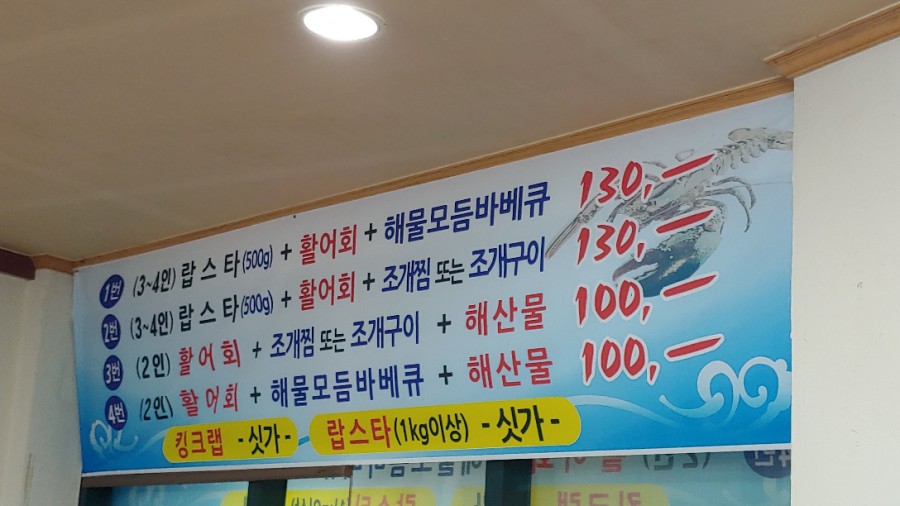 1번 (3~4인) 랍스타(500g) + 활어회 + 해물모듬바베큐 130,—
2번 (3~4인) 랍스타(500g) + 활어회 + 조개찜 또는 조개구이 130,—
3번 (2인) 활어회 + 조개찜 또는 조개구이 + 해산물 100,—
4번 (2인) 활어회 + 해물모듬바베큐 + 해산물 100,—
킹크랩 - 싯가 - 랍스타(1kg이상) - 싯가 -